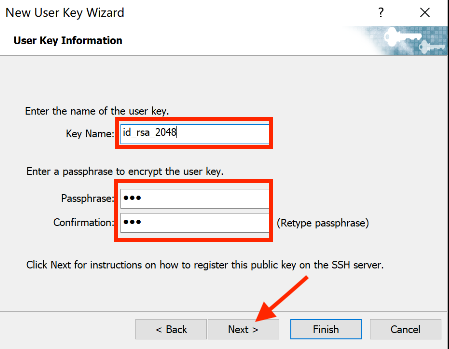 New User Key Wizard
?
User Key Information
Enter the name of the user key.
Key Name: id_rsa_2048
Enter a passphrase to encrypt the user key.
Passphrase: •••
Confirmation: ••• (Retype passphrase)
Click Next for instructions on how to register this public key on the SSH server.
< Back Next > Finish Cancel